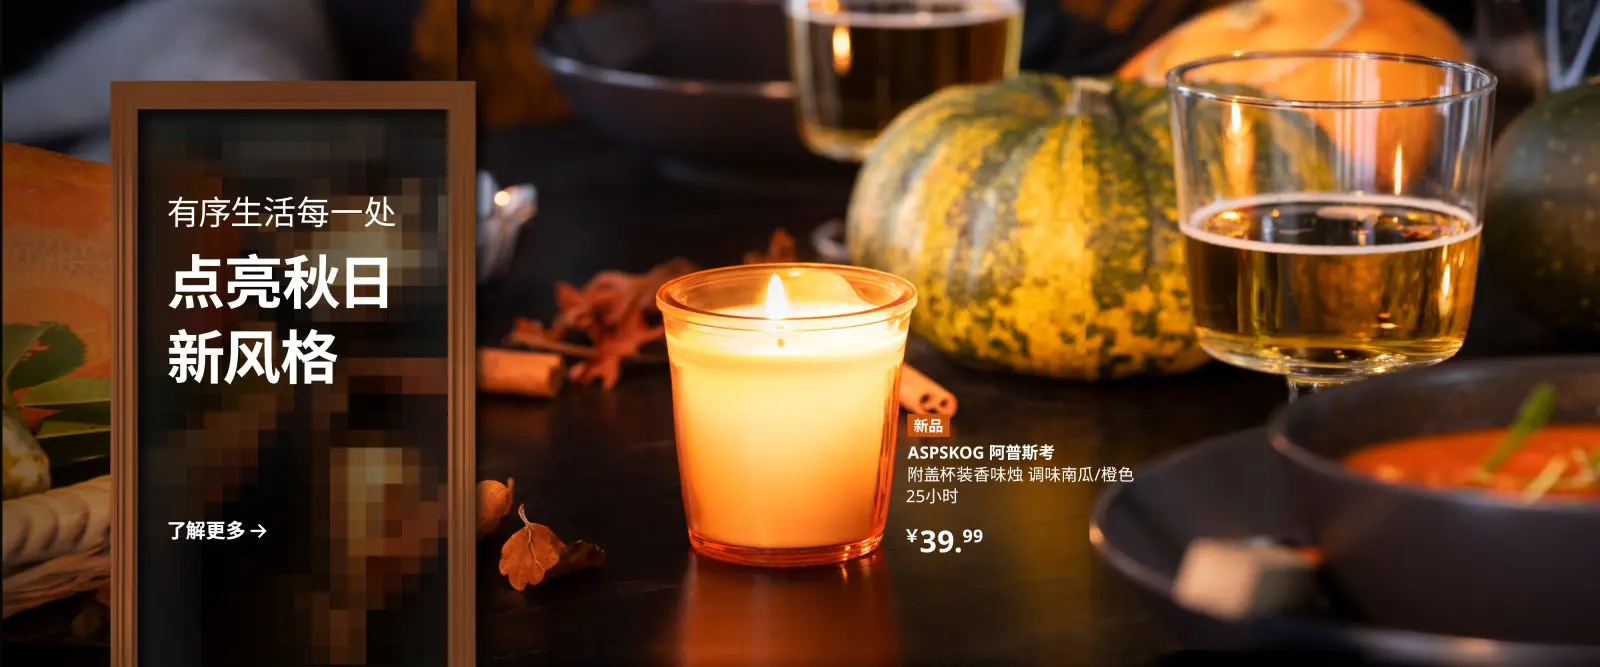 有序生活每一处
点亮秋日
新风格
了解更多 →
新品
ASPSKOG 阿普斯考
附盖杯装香味烛 调味南瓜/橙色
25小时
¥39.99